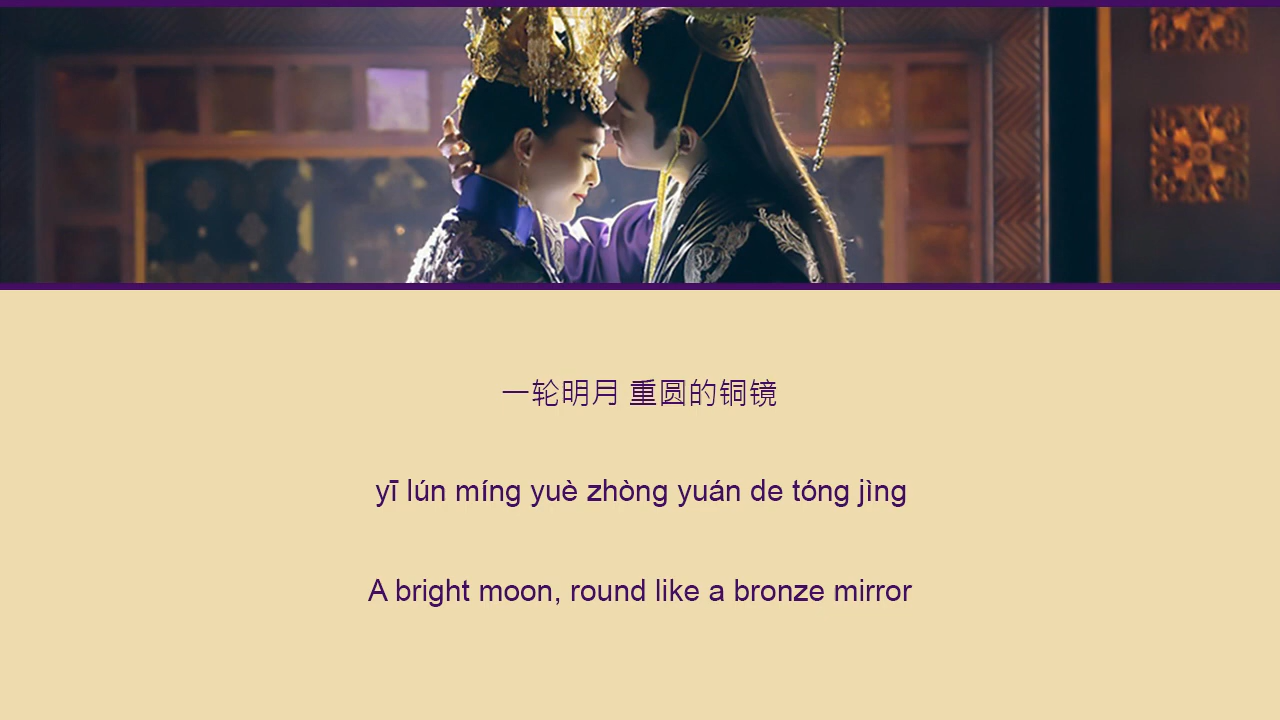 一轮明月 重圆的铜镜
yī lún míng yuè zhòng yuán de tóng jìng
A bright moon, round like a bronze mirror